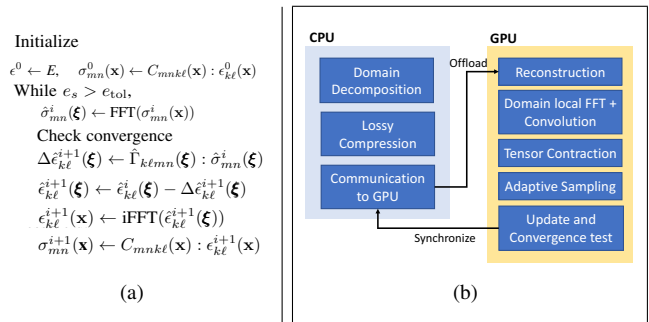 Initialize
ϵ⁰ ← E, σ⁰ₘₙ(𝐱) ← Cₘₙₖℓ(𝐱) : ϵ⁰ₖℓ(𝐱)
While eₛ > e_tol,
σ̂ⁱₘₙ(𝛏) ← FFT(σⁱₘₙ(𝐱))
Check convergence
Δϵ̂ⁱ⁺¹ₖℓ(𝛏) ← Γ̂ₖℓₘₙ(𝛏) : σ̂ⁱₘₙ(𝛏)
ϵ̂ⁱ⁺¹ₖℓ(𝛏) ← ϵ̂ⁱₖℓ(𝛏) − Δϵ̂ⁱ⁺¹ₖℓ(𝛏)
ϵⁱ⁺¹ₖℓ(𝐱) ← iFFT(ϵ̂ⁱ⁺¹ₖℓ(𝛏))
σⁱ⁺¹ₘₙ(𝐱) ← Cₘₙₖℓ(𝐱) : ϵⁱ⁺¹ₖℓ(𝐱)
(a)
CPU
Domain
Decomposition
Lossy
Compression
Communication
to GPU
Offload
Synchronize
GPU
Reconstruction
Domain local FFT +
Convolution
Tensor Contraction
Adaptive Sampling
Update and
Convergence test
(b)